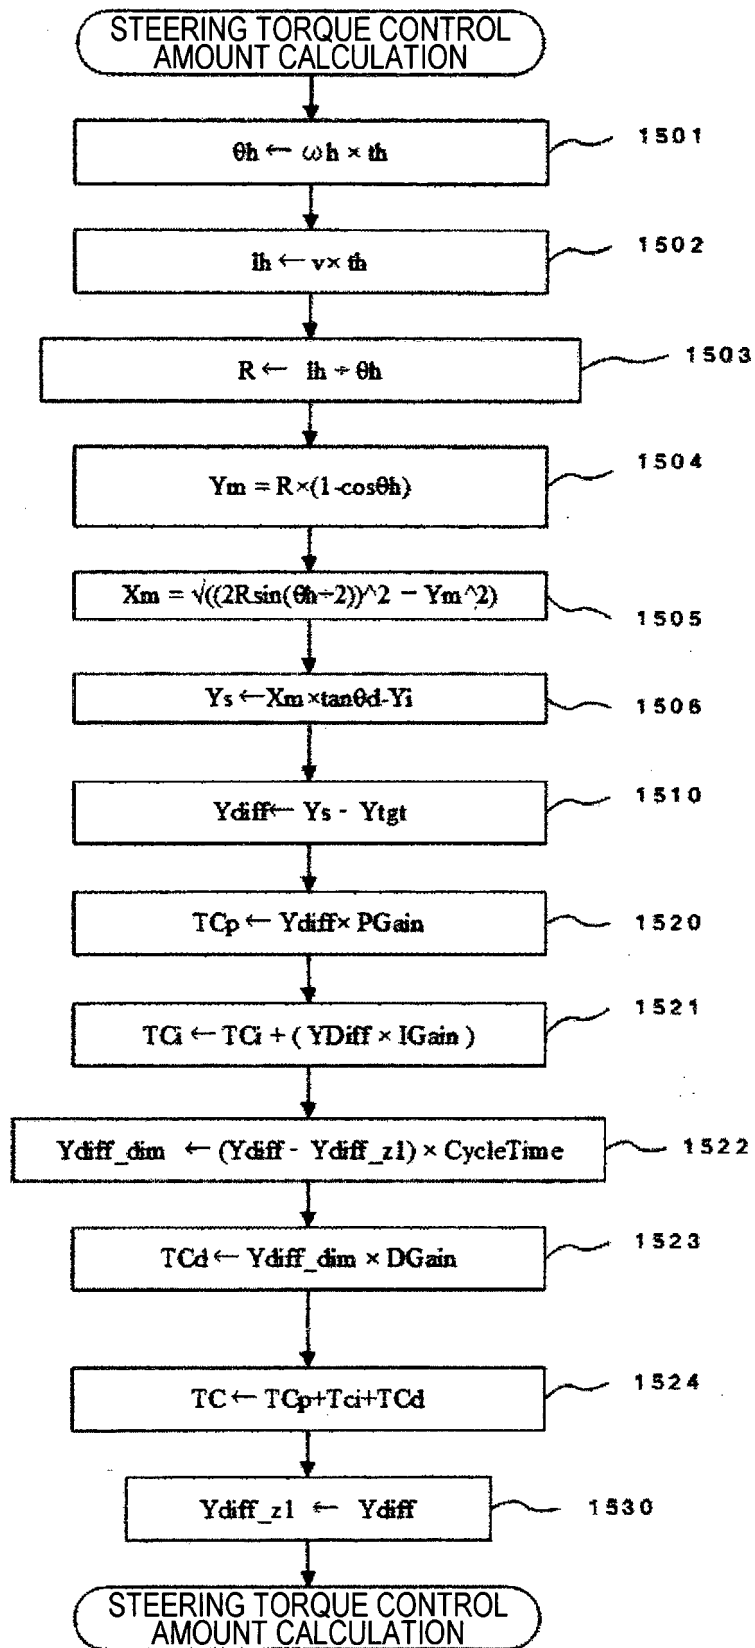 STEERING TORQUE CONTROL
AMOUNT CALCULATION
θh ← ωh × th
1501
lh ← v× th
1502
R ← lh ÷ θh
1503
Ym = R×(1-cosθh)
1504
Xm = √((2Rsin(θh÷2))^2 - Ym^2)
1505
Ys ←Xm×tanθd-Yi
1506
Ydiff← Ys - Ytgt
1510
TCp ← Ydiff× PGain
1520
TCi ← TCi + ( YDiff × IGain )
1521
Ydiff_dim ← (Ydiff - Ydiff_z1) × CycleTime
1522
TCd ← Ydiff_dim × DGain
1523
TC ← TCp+Tci+TCd
1524
Ydiff_z1 ← Ydiff
1530
STEERING TORQUE CONTROL
AMOUNT CALCULATION